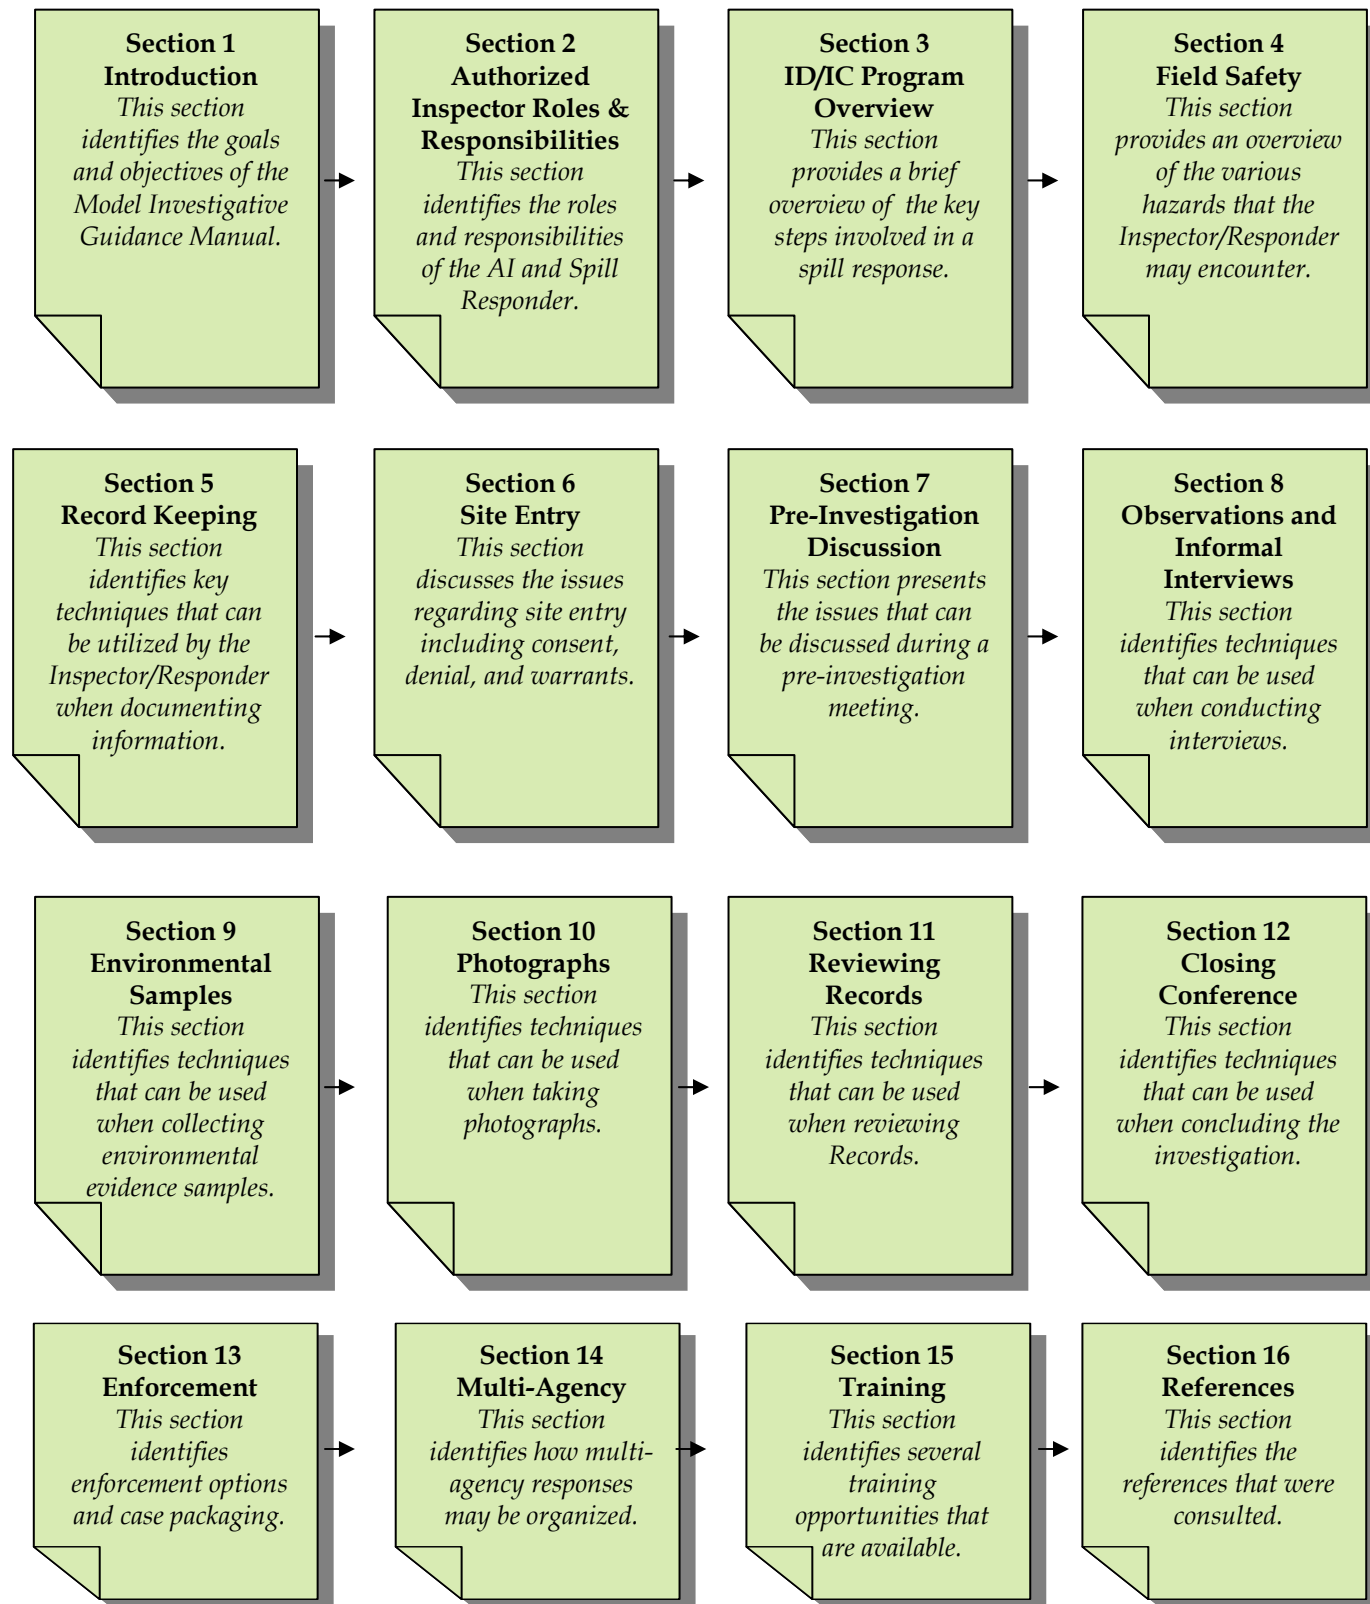 Section 1
Introduction
This section
identifies the goals
and objectives of the
Model Investigative
Guidance Manual.
Section 2
Authorized
Inspector Roles &
Responsibilities
This section
identifies the roles
and responsibilities
of the AI and Spill
Responder.
Section 3
ID/IC Program
Overview
This section
provides a brief
overview of the key
steps involved in a
spill response.
Section 4
Field Safety
This section
provides an overview
of the various
hazards that the
Inspector/Responder
may encounter.
Section 5
Record Keeping
This section
identifies key
techniques that can
be utilized by the
Inspector/Responder
when documenting
information.
Section 6
Site Entry
This section
discusses the issues
regarding site entry
including consent,
denial, and warrants.
Section 7
Pre-Investigation
Discussion
This section presents
the issues that can
be discussed during a
pre-investigation
meeting.
Section 8
Observations and
Informal
Interviews
This section
identifies techniques
that can be used
when conducting
interviews.
Section 9
Environmental
Samples
This section
identifies techniques
that can be used
when collecting
environmental
evidence samples.
Section 10
Photographs
This section
identifies techniques
that can be used
when taking
photographs.
Section 11
Reviewing
Records
This section
identifies techniques
that can be used
when reviewing
Records.
Section 12
Closing
Conference
This section
identifies techniques
that can be used
when concluding the
investigation.
Section 13
Enforcement
This section
identifies
enforcement options
and case packaging.
Section 14
Multi-Agency
This section
identifies how multi-
agency responses
may be organized.
Section 15
Training
This section
identifies several
training
opportunities that
are available.
Section 16
References
This section
identifies the
references that were
consulted.